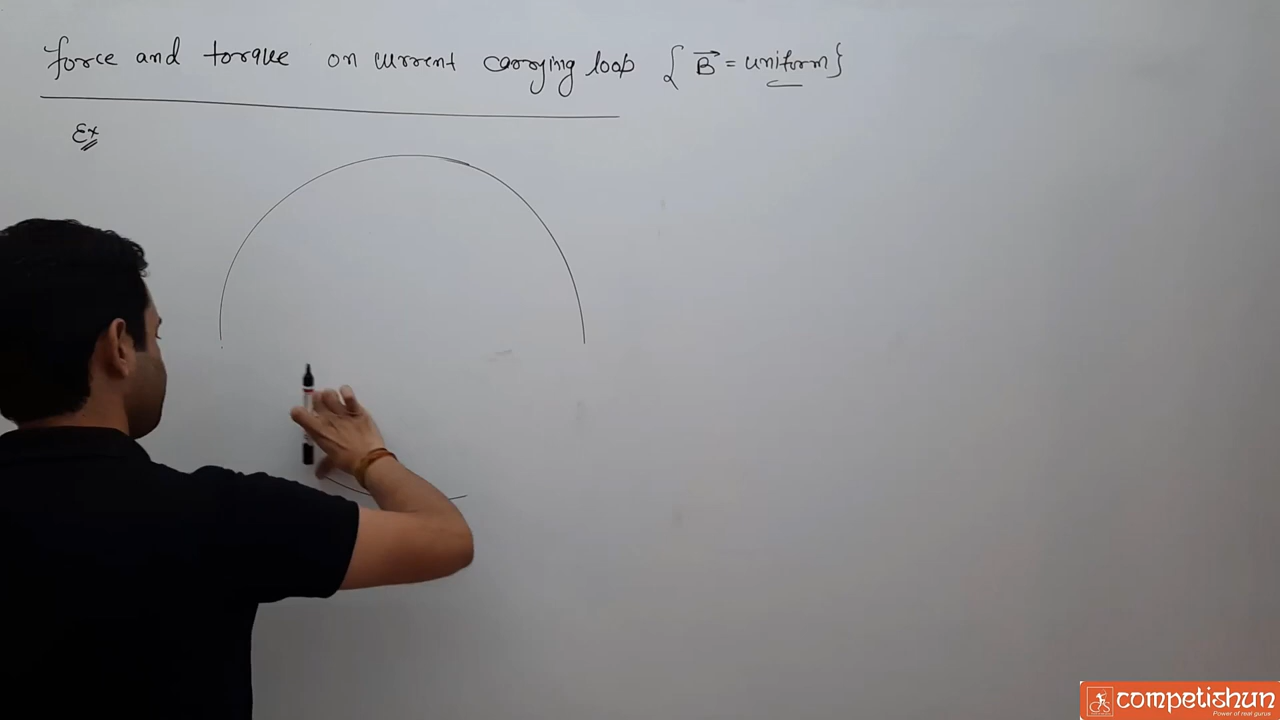 force and torque on current carrying loop { B⃗ = uniform }
Ex
competishun
Power of real gurus